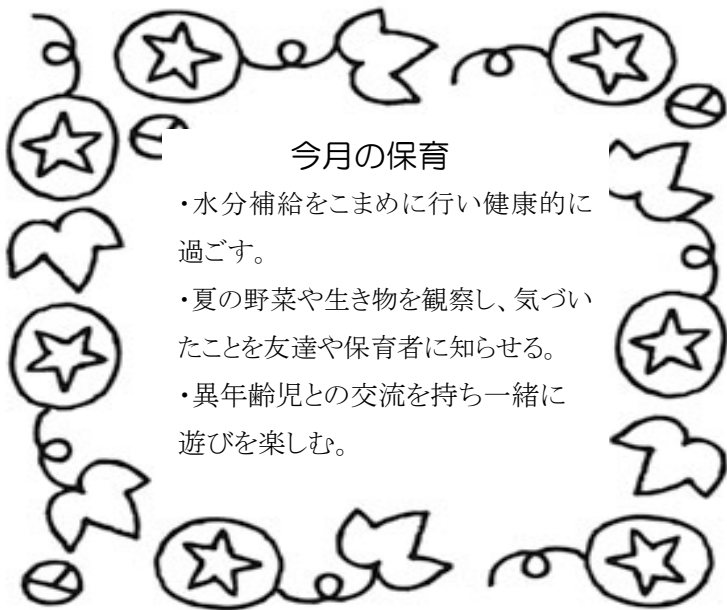 今月の保育
・水分補給をこまめに行い健康的に
過ごす。
・夏の野菜や生き物を観察し、気づい
たことを友達や保育者に知らせる。
・異年齢児との交流を持ち一緒に
遊びを楽しむ。